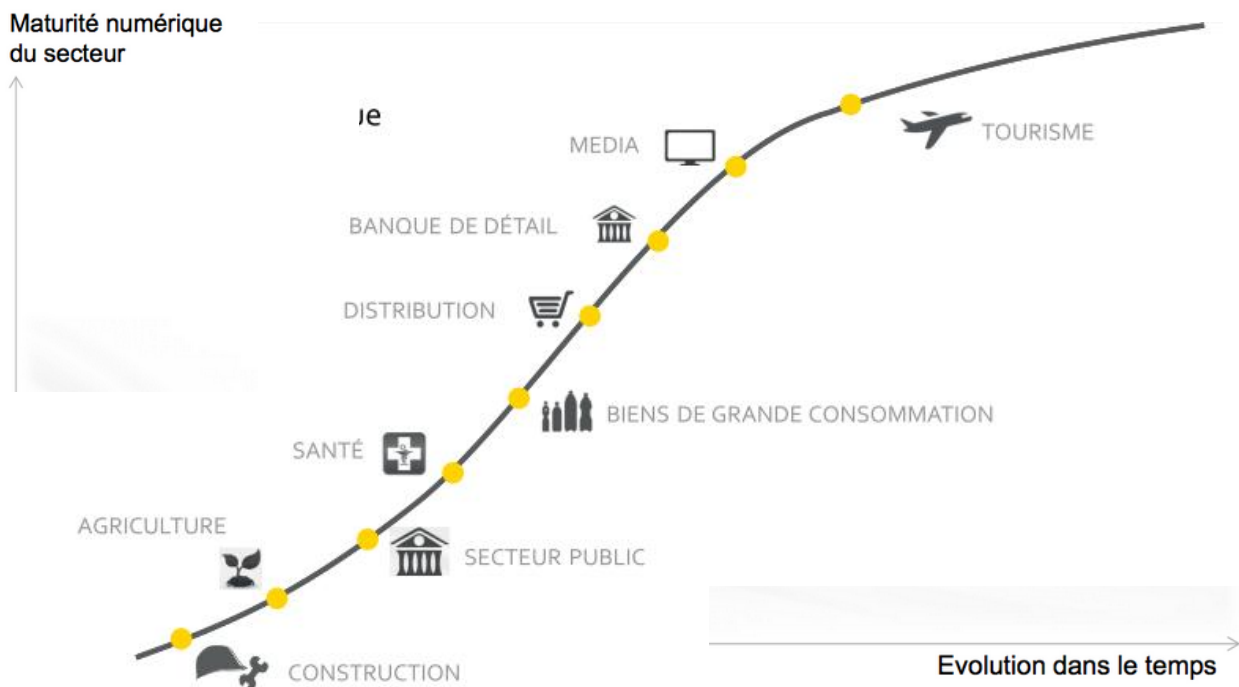 Maturité numérique
du secteur
ue
MEDIA
TOURISME
BANQUE DE DÉTAIL
DISTRIBUTION
BIENS DE GRANDE CONSOMMATION
SANTÉ
AGRICULTURE
SECTEUR PUBLIC
CONSTRUCTION
Evolution dans le temps